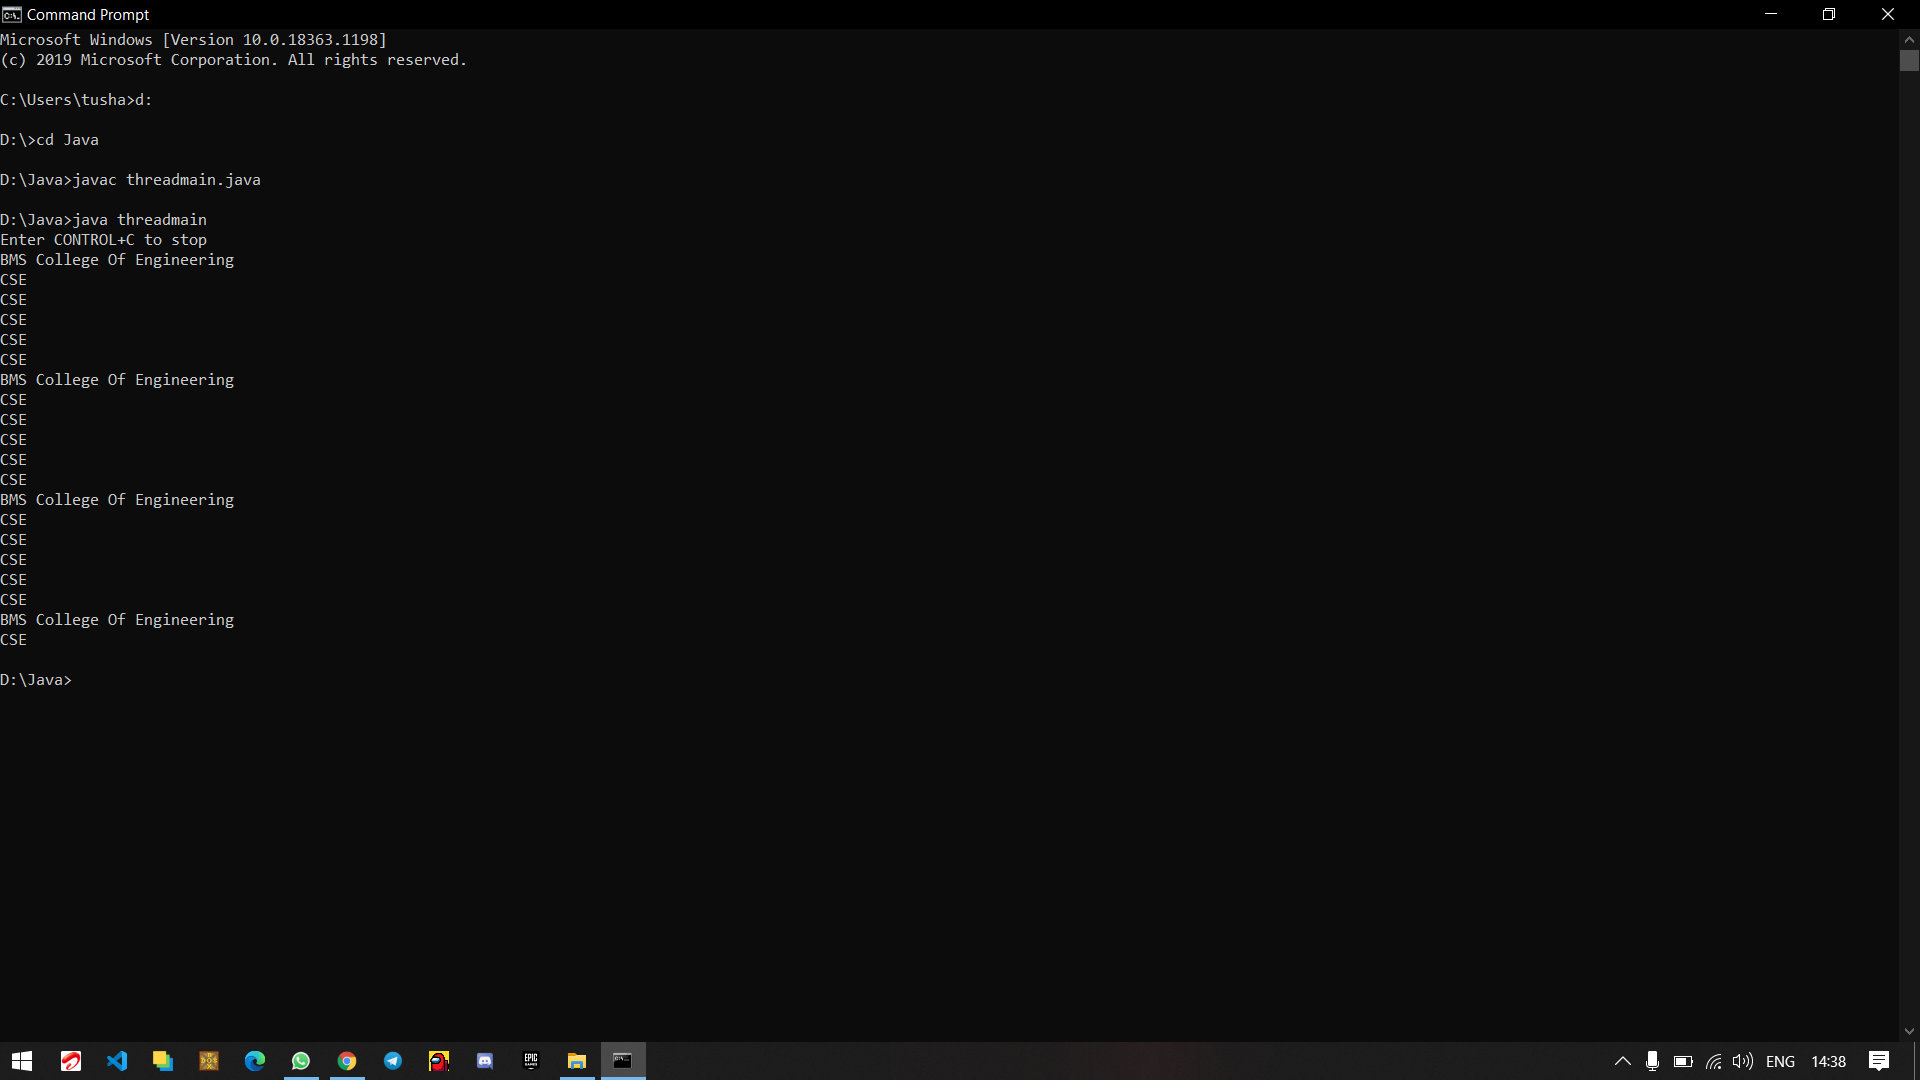 Command Prompt
Microsoft Windows [Version 10.0.18363.1198]
(c) 2019 Microsoft Corporation. All rights reserved.
C:\Users\tusha>d:
D:\>cd Java
D:\Java>javac threadmain.java
D:\Java>java threadmain
Enter CONTROL+C to stop
BMS College Of Engineering
CSE
CSE
CSE
CSE
CSE
BMS College Of Engineering
CSE
CSE
CSE
CSE
CSE
BMS College Of Engineering
CSE
CSE
CSE
CSE
CSE
BMS College Of Engineering
CSE
D:\Java>
EPIC
ENG 14:38